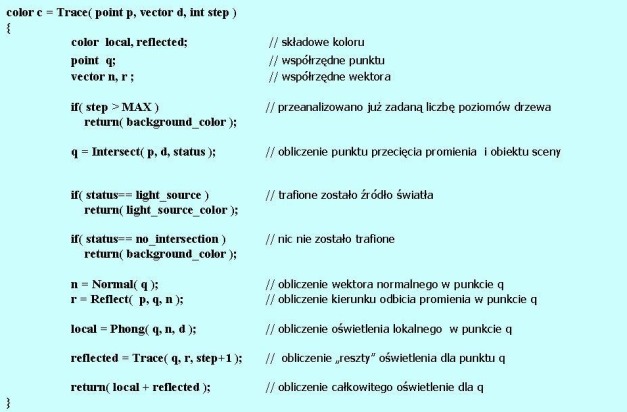 color c = Trace( point p, vector d, int step )
{
color local, reflected; // składowe koloru
point q; // współrzędne punktu
vector n, r ; // współrzędne wektora
if( step > MAX ) // przeanalizowano już zadaną liczbę poziomów drzewa
return( background_color );
q = Intersect( p, d, status ); // obliczenie punktu przecięcia promienia i obiektu sceny
if( status== light_source ) // trafione zostało źródło światła
return( light_source_color );
if( status== no_intersection ) // nic nie zostało trafione
return( background_color );
n = Normal( q ); // obliczenie wektora normalnego w punkcie q
r = Reflect( p, q, n ); // obliczenie kierunku odbicia promienia w punkcie q
local = Phong( q, n, d ); // obliczenie oświetlenia lokalnego w punkcie q
reflected = Trace( q, r, step+1 ); // obliczenie „reszty” oświetlenia dla punktu q
return( local + reflected ); // obliczenie całkowitego oświetlenie dla q
}